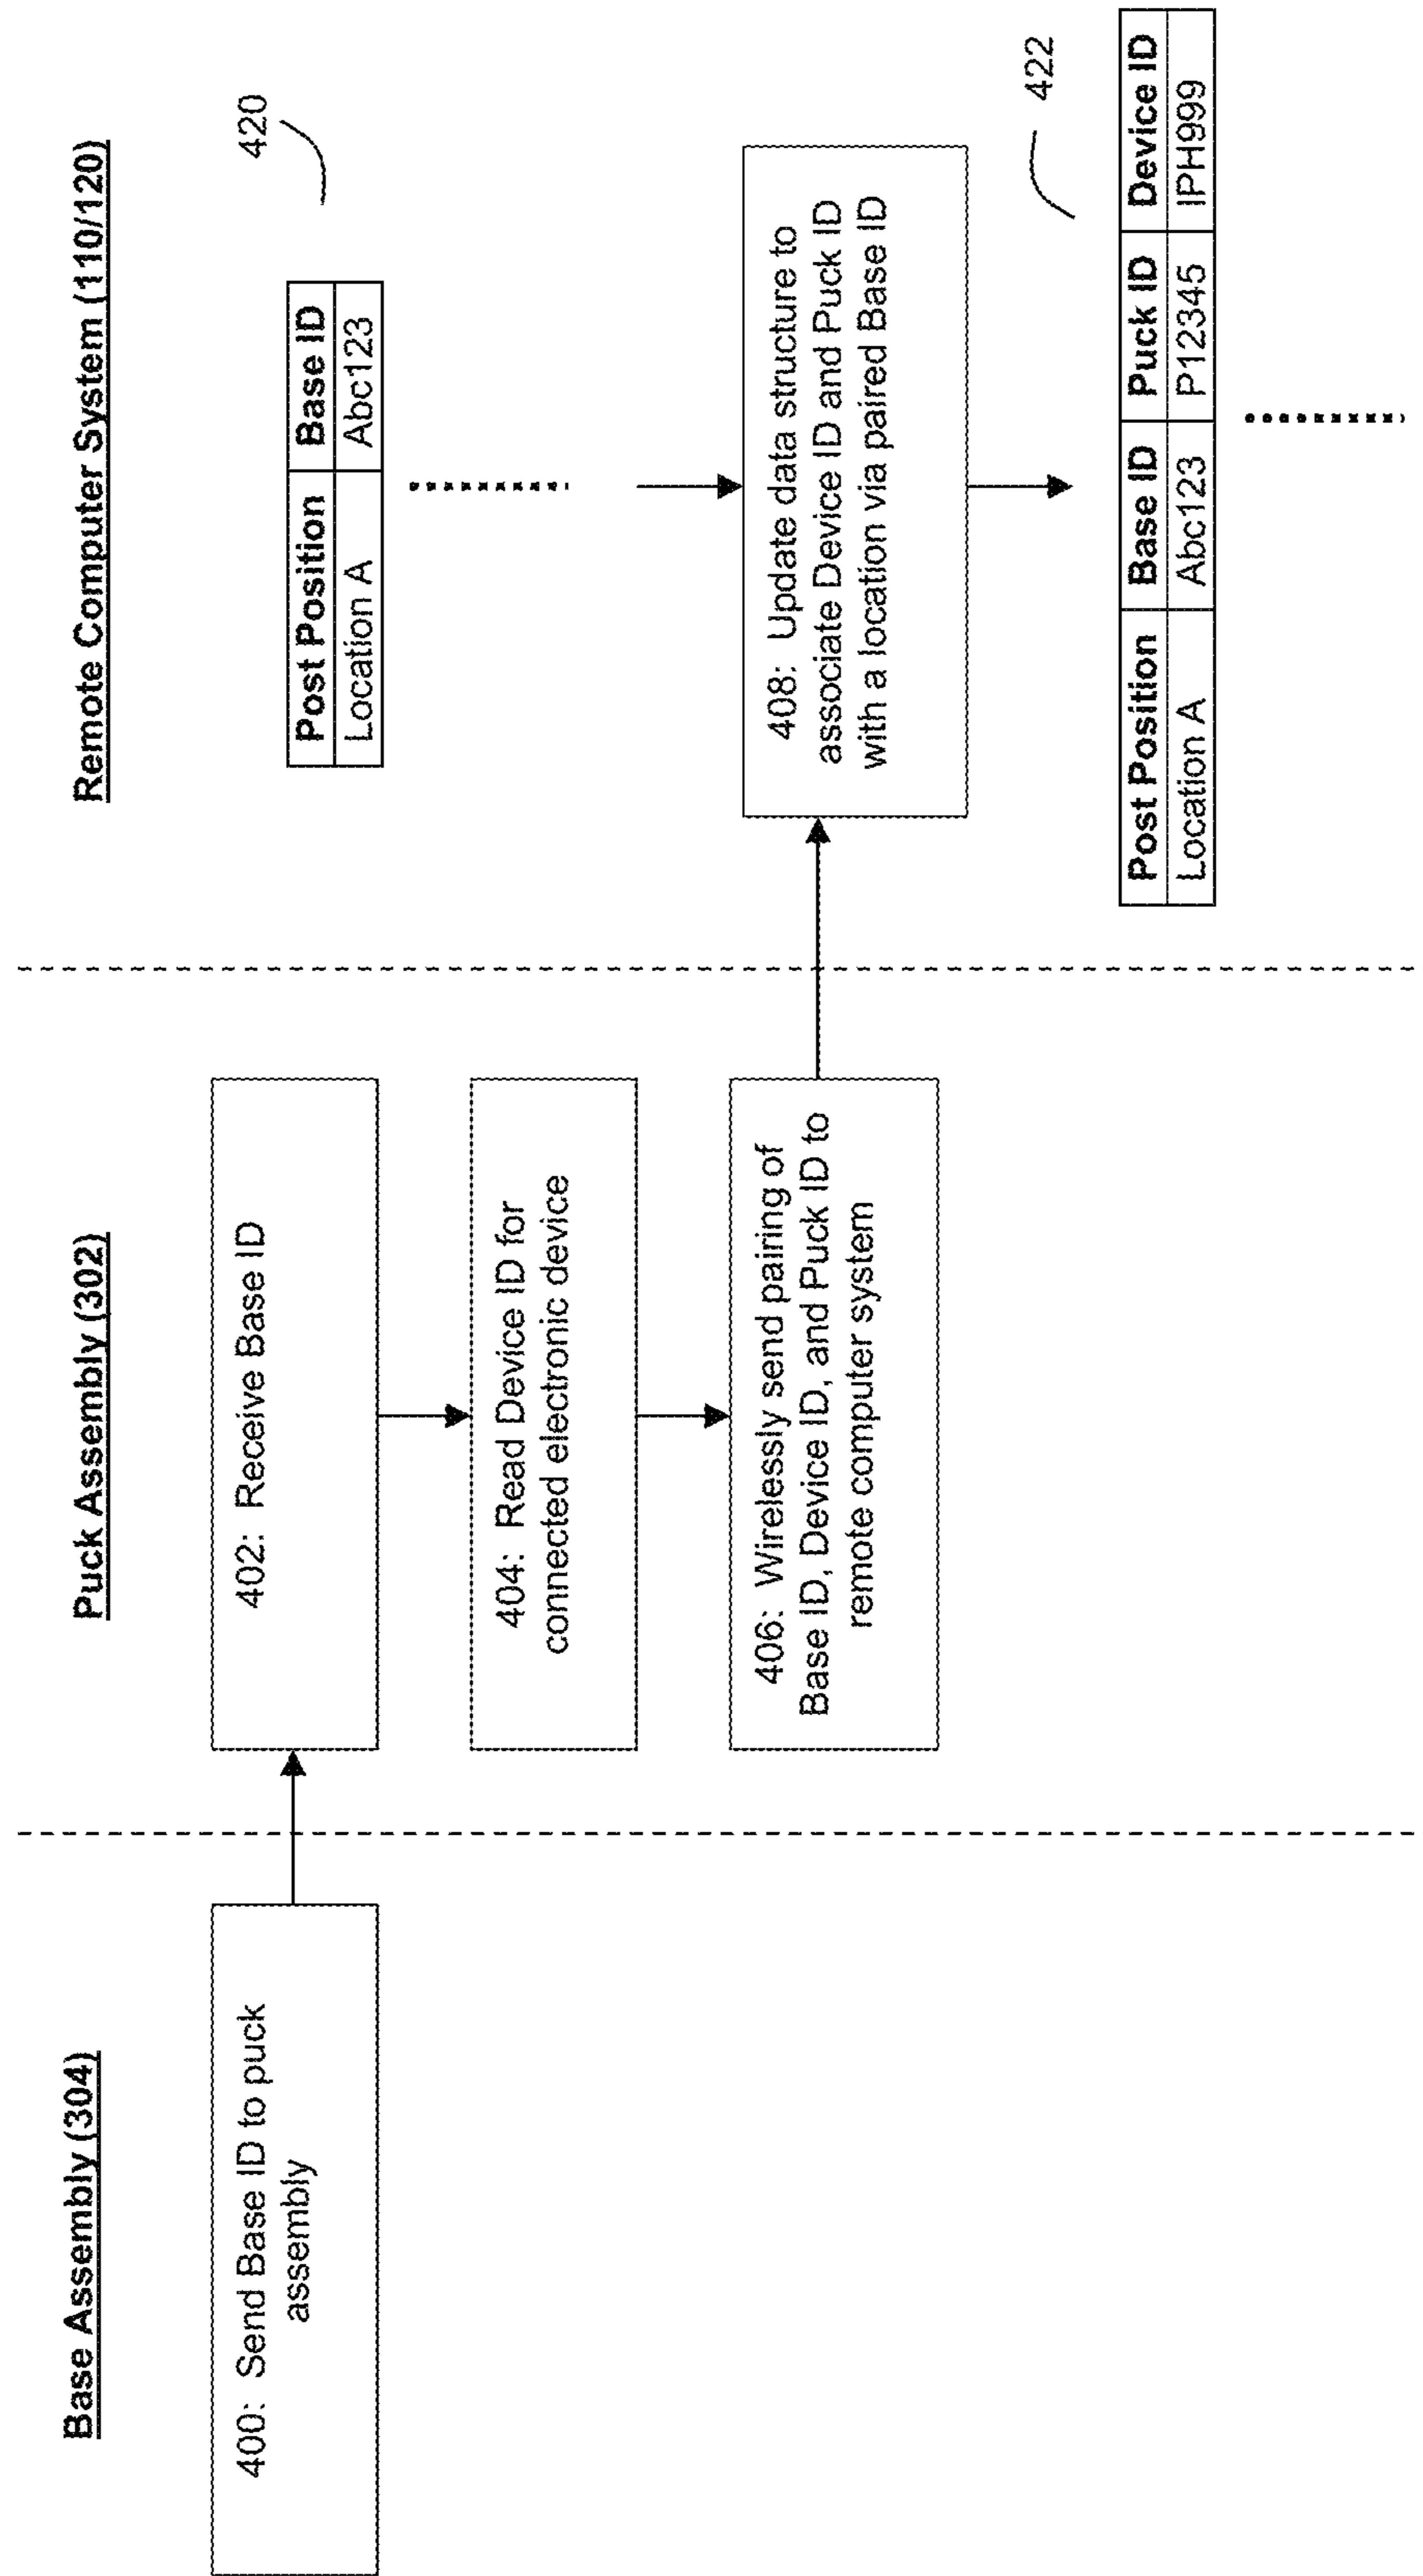 Base Assembly (304)
400: Send Base ID to puck
assembly
Puck Assembly (302)
402: Receive Base ID
404: Read Device ID for
connected electronic device
406: Wirelessly send pairing of
Base ID, Device ID, and Puck ID to
remote computer system
Remote Computer System (110/120)
420
Post Position Base ID
Location A Abc123
408: Update data structure to
associate Device ID and Puck ID
with a location via paired Base ID
422
Post Position Base ID Puck ID Device ID
Location A Abc123 P12345 IPH999